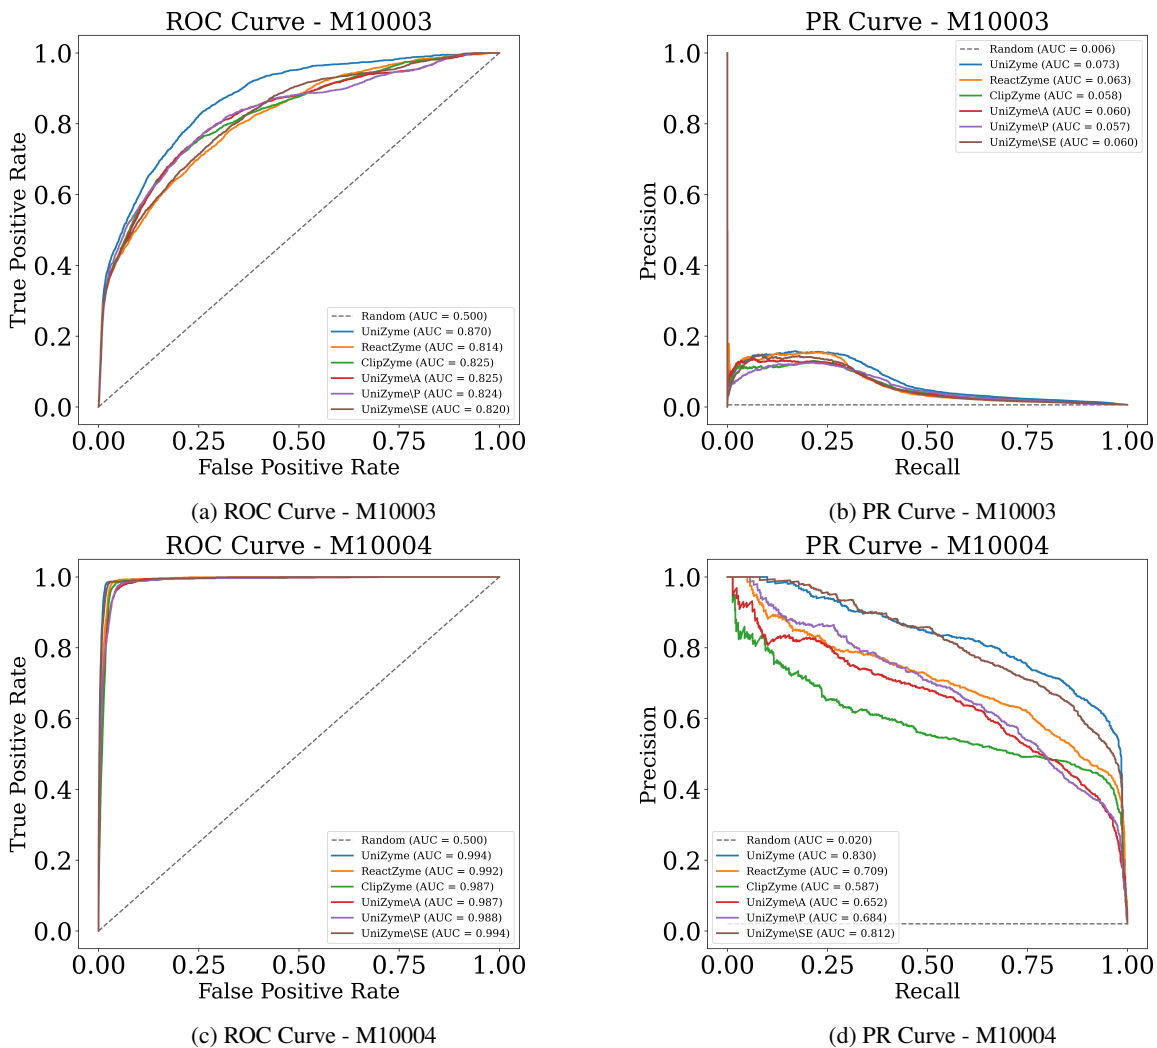 ROC Curve - M10003
True Positive Rate
1.0
0.8
0.6
0.4
0.2
0.0
Random (AUC = 0.500)
UniZyme (AUC = 0.870)
ReactZyme (AUC = 0.814)
ClipZyme (AUC = 0.825)
UniZyme\A (AUC = 0.825)
UniZyme\P (AUC = 0.824)
UniZyme\SE (AUC = 0.820)
0.00 0.25 0.50 0.75 1.00
False Positive Rate
(a) ROC Curve - M10003
PR Curve - M10003
Precision
1.0
0.8
0.6
0.4
0.2
0.0
Random (AUC = 0.006)
UniZyme (AUC = 0.073)
ReactZyme (AUC = 0.063)
ClipZyme (AUC = 0.058)
UniZyme\A (AUC = 0.060)
UniZyme\P (AUC = 0.057)
UniZyme\SE (AUC = 0.060)
0.00 0.25 0.50 0.75 1.00
Recall
(b) PR Curve - M10003
ROC Curve - M10004
True Positive Rate
1.0
0.8
0.6
0.4
0.2
0.0
Random (AUC = 0.500)
UniZyme (AUC = 0.994)
ReactZyme (AUC = 0.992)
ClipZyme (AUC = 0.987)
UniZyme\A (AUC = 0.987)
UniZyme\P (AUC = 0.988)
UniZyme\SE (AUC = 0.994)
0.00 0.25 0.50 0.75 1.00
False Positive Rate
(c) ROC Curve - M10004
PR Curve - M10004
Precision
1.0
0.8
0.6
0.4
0.2
0.0
Random (AUC = 0.020)
UniZyme (AUC = 0.830)
ReactZyme (AUC = 0.709)
ClipZyme (AUC = 0.587)
UniZyme\A (AUC = 0.652)
UniZyme\P (AUC = 0.684)
UniZyme\SE (AUC = 0.812)
0.00 0.25 0.50 0.75 1.00
Recall
(d) PR Curve - M10004